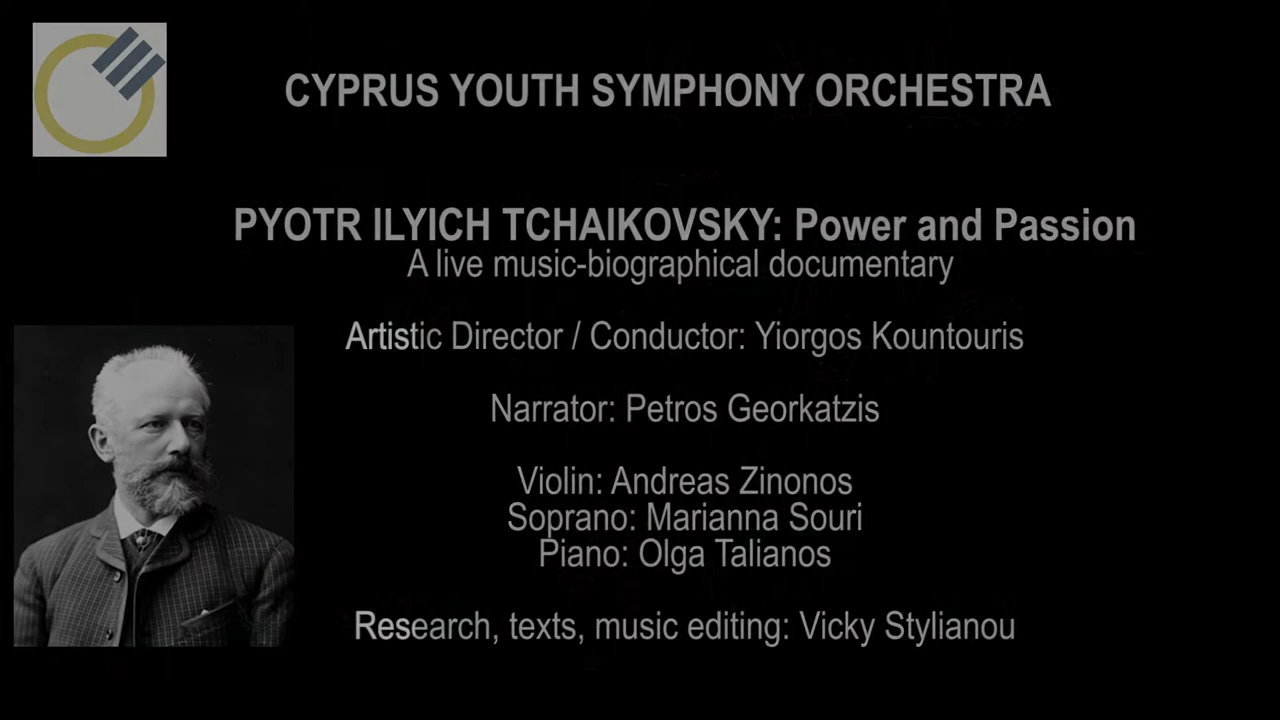 CYPRUS YOUTH SYMPHONY ORCHESTRA
PYOTR ILYICH TCHAIKOVSKY: Power and Passion
A live music-biographical documentary
Artistic Director / Conductor: Yiorgos Kountouris
Narrator: Petros Georkatzis
Violin: Andreas Zinonos
Soprano: Marianna Souri
Piano: Olga Talianos
Research, texts, music editing: Vicky Stylianou